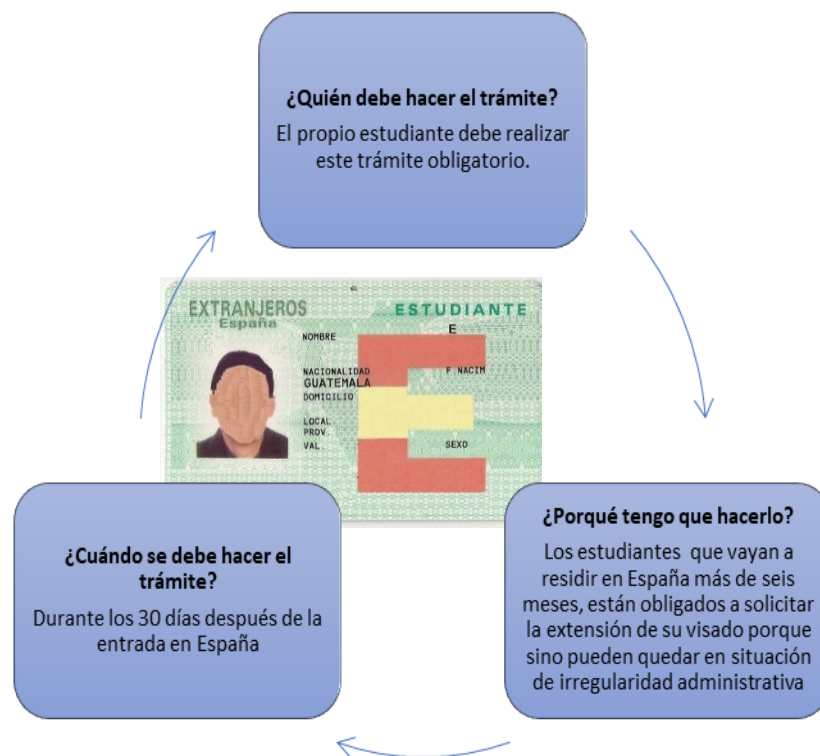 ¿Quién debe hacer el trámite?
El propio estudiante debe realizar
este trámite obligatorio.
EXTRANJEROS
España
ESTUDIANTE
E
NOMBRE
NACIONALIDAD
F NACIM
GUATEMALA
DOMICILIO
LOCAL
PROV.
VAL.
SEXO
¿Cuándo se debe hacer el
trámite?
Durante los 30 días después de la
entrada en España
¿Porqué tengo que hacerlo?
Los estudiantes que vayan a
residir en España más de seis
meses, están obligados a solicitar
la extensión de su visado porque
sino pueden quedar en situación
de irregularidad administrativa